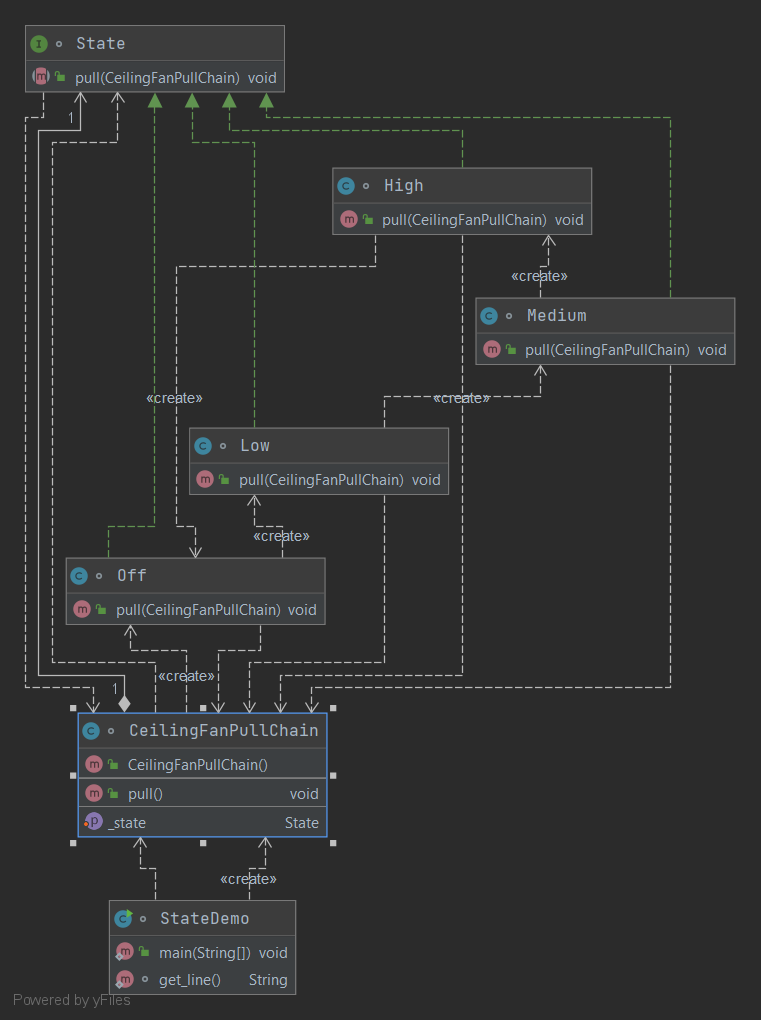 State
pull(CeilingFanPullChain) void
1
High
pull(CeilingFanPullChain) void
«create»
Medium
pull(CeilingFanPullChain) void
«create»
«create»
Low
pull(CeilingFanPullChain) void
«create»
Off
pull(CeilingFanPullChain) void
«create»
1
CeilingFanPullChain
CeilingFanPullChain()
pull() void
_state State
«create»
StateDemo
main(String[]) void
get_line() String
Powered by yFiles